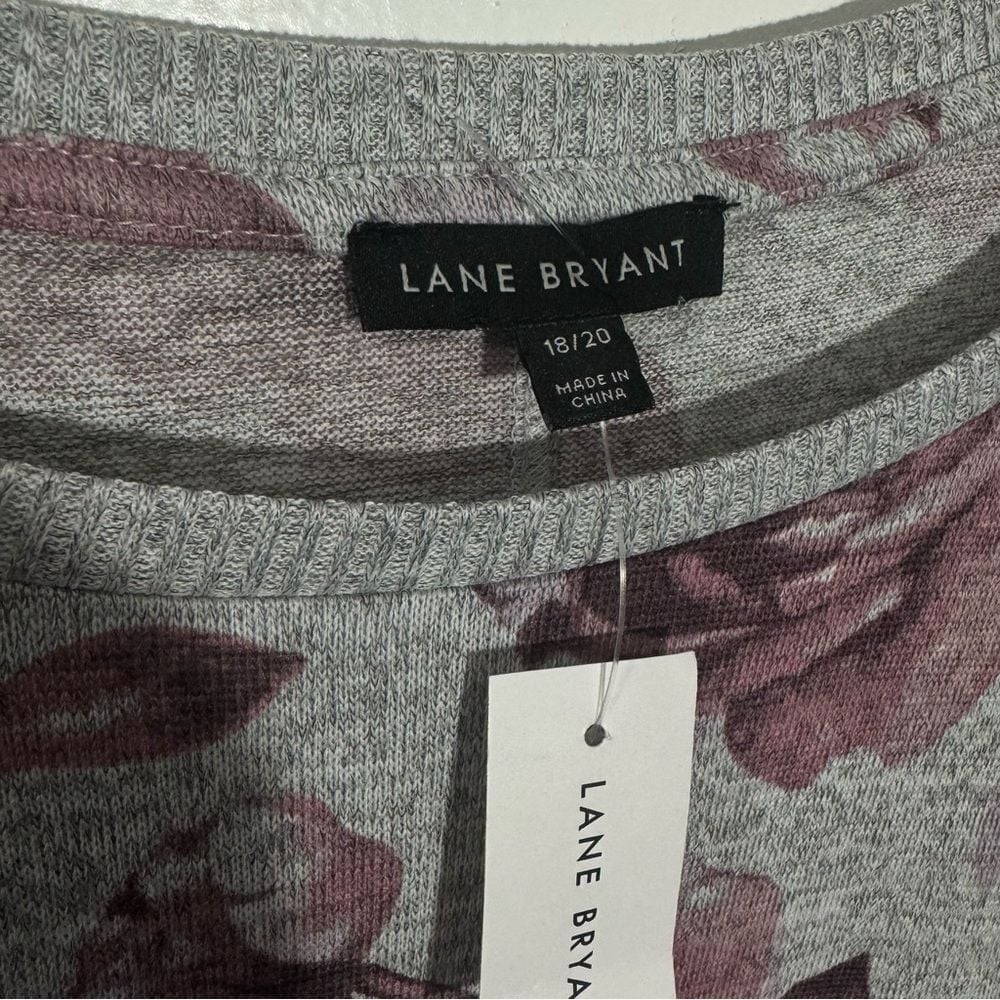 LANE BRYANT
18/20
MADE IN
CHINA
LANE BRYA